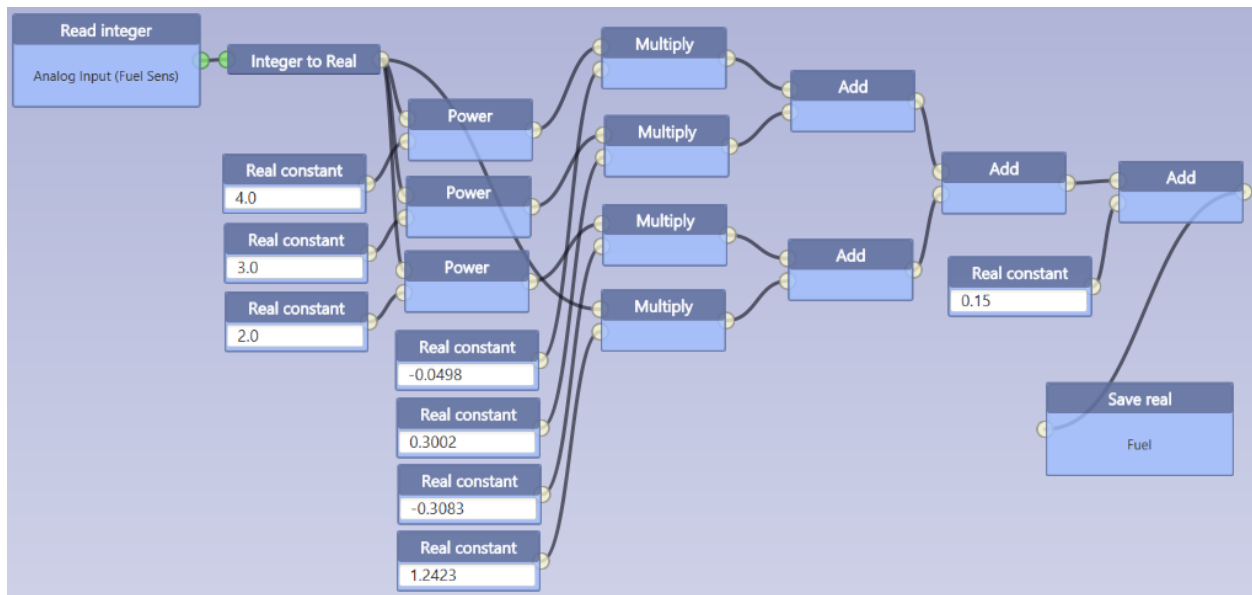 Read integer
Analog Input (Fuel Sens)
Integer to Real
Power
Real constant
4.0
Power
Real constant
3.0
Power
Real constant
2.0
Multiply
Multiply
Multiply
Multiply
Real constant
-0.0498
Real constant
0.3002
Real constant
-0.3083
Real constant
1.2423
Add
Add
Add
Real constant
0.15
Add
Save real
Fuel